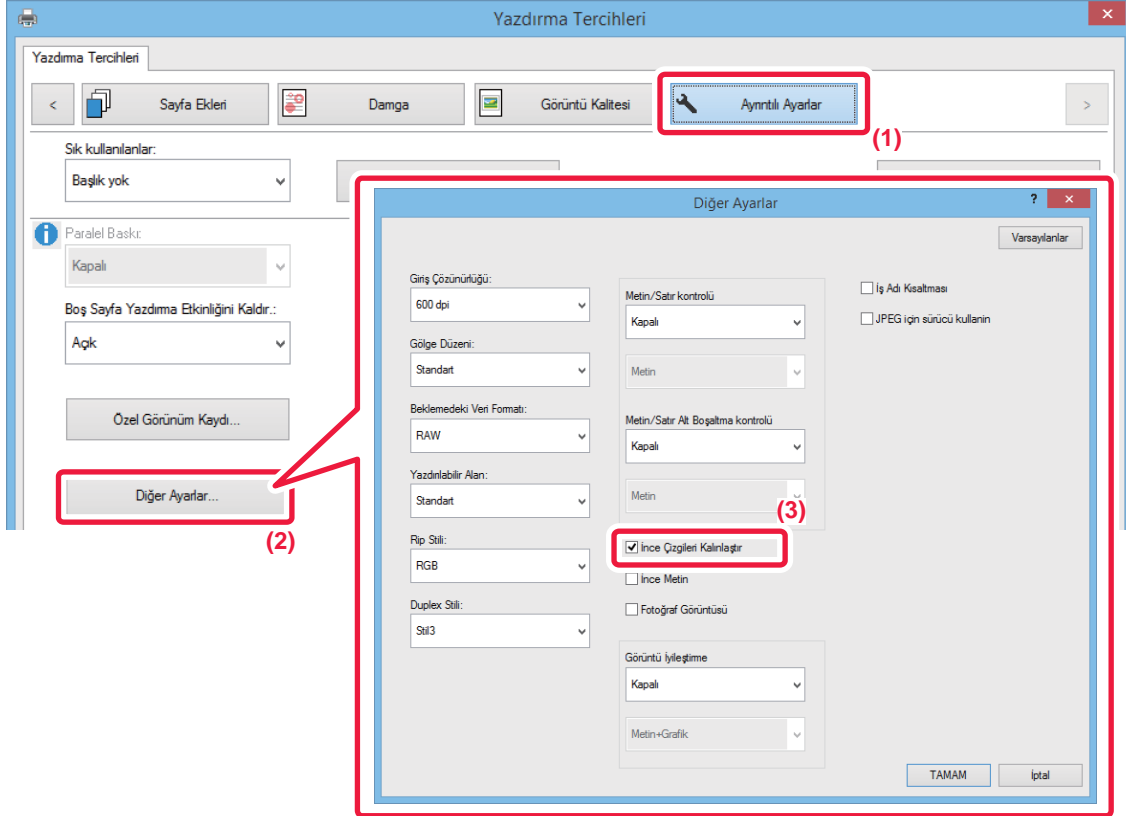 Yazdırma Tercihleri
Yazdırma Tercihleri
< Sayfa Ekleri Damga Görüntü Kalitesi Ayrıntılı Ayarlar >
(1)
Sık kullanılanlar:
Başlık yok
Paralel Baskı:
Kapalı
Boş Sayfa Yazdırma Etkinliğini Kaldır.:
Açık
Özel Görünüm Kaydı...
Diğer Ayarlar...
(2)
Diğer Ayarlar
?
Varsayılanlar
Giriş Çözünürlüğü:
600 dpi
Gölge Düzeni:
Standart
Beklemedeki Veri Formatı:
RAW
Yazdırılabilir Alan:
Standart
Rip Stili:
RGB
Duplex Stili:
Stil3
Metin/Satır kontrolü
Kapalı
Metin
Metin/Satır Alt Boşaltma kontrolü
Kapalı
Metin
(3)
İnce Çizgileri Kalınlaştır
İnce Metin
Fotoğraf Görüntüsü
Görüntü İyileştirme
Kapalı
Metin+Grafik
İş Adı Kısaltması
JPEG için sürücü kullanin
TAMAM İptal